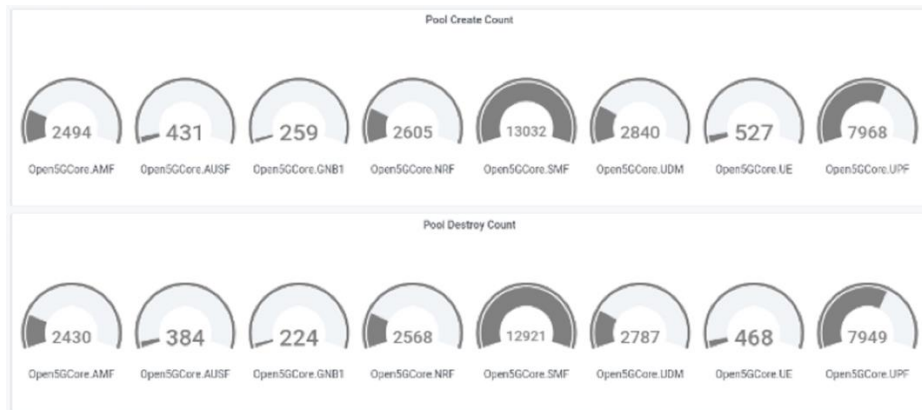 Pool Create Count
2494 431 259 2605 13032 2840 527 7968
Open5GCore.AMF Open5GCore.AUSF Open5GCore.GNB1 Open5GCore.NRF Open5GCore.SMF Open5GCore.UDM Open5GCore.UE Open5GCore.UPF
Pool Destroy Count
2430 384 224 2568 12921 2787 468 7949
Open5GCore.AMF Open5GCore.AUSF Open5GCore.GNB1 Open5GCore.NRF Open5GCore.SMF Open5GCore.UDM Open5GCore.UE Open5GCore.UPF